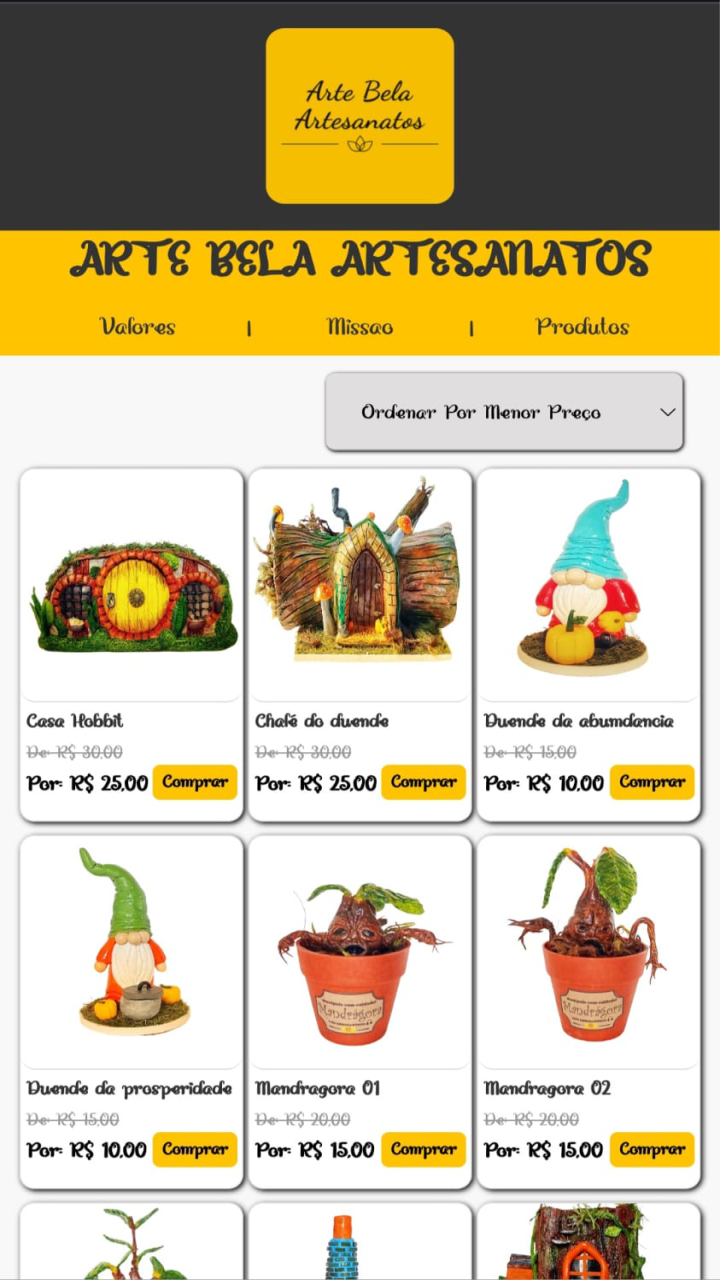 Arte Bela
Artesanatos
ARTE BELA ARTESANATOS
Valores | Missao | Produtos
Ordenar Por Menor Preço
Casa Hobbit
De: R$ 30,00
Por: R$ 25,00 Comprar
Chalé do duende
De: R$ 30,00
Por: R$ 25,00 Comprar
Duende da abumdancia
De: R$ 15,00
Por: R$ 10,00 Comprar
Duende da prosperidade
De: R$ 15,00
Por: R$ 10,00 Comprar
Mandrágora
Mandragora 01
De: R$ 20,00
Por: R$ 15,00 Comprar
Mandrágora
Mandragora 02
De: R$ 20,00
Por: R$ 15,00 Comprar